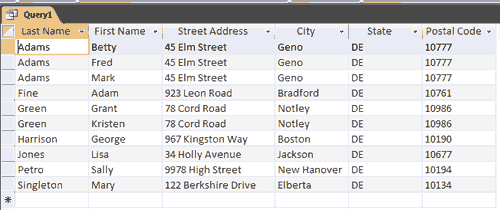 Query1
Last Name First Name Street Address City State Postal Code
Adams Betty 45 Elm Street Geno DE 10777
Adams Fred 45 Elm Street Geno DE 10777
Adams Mark 45 Elm Street Geno DE 10777
Fine Adam 923 Leon Road Bradford DE 10761
Green Grant 78 Cord Road Notley DE 10986
Green Kristen 78 Cord Road Notley DE 10986
Harrison George 967 Kingston Way Boston DE 10190
Jones Lisa 34 Holly Avenue Jackson DE 10677
Petro Sally 9978 High Street New Hanover DE 10194
Singleton Mary 122 Berkshire Drive Elberta DE 10134